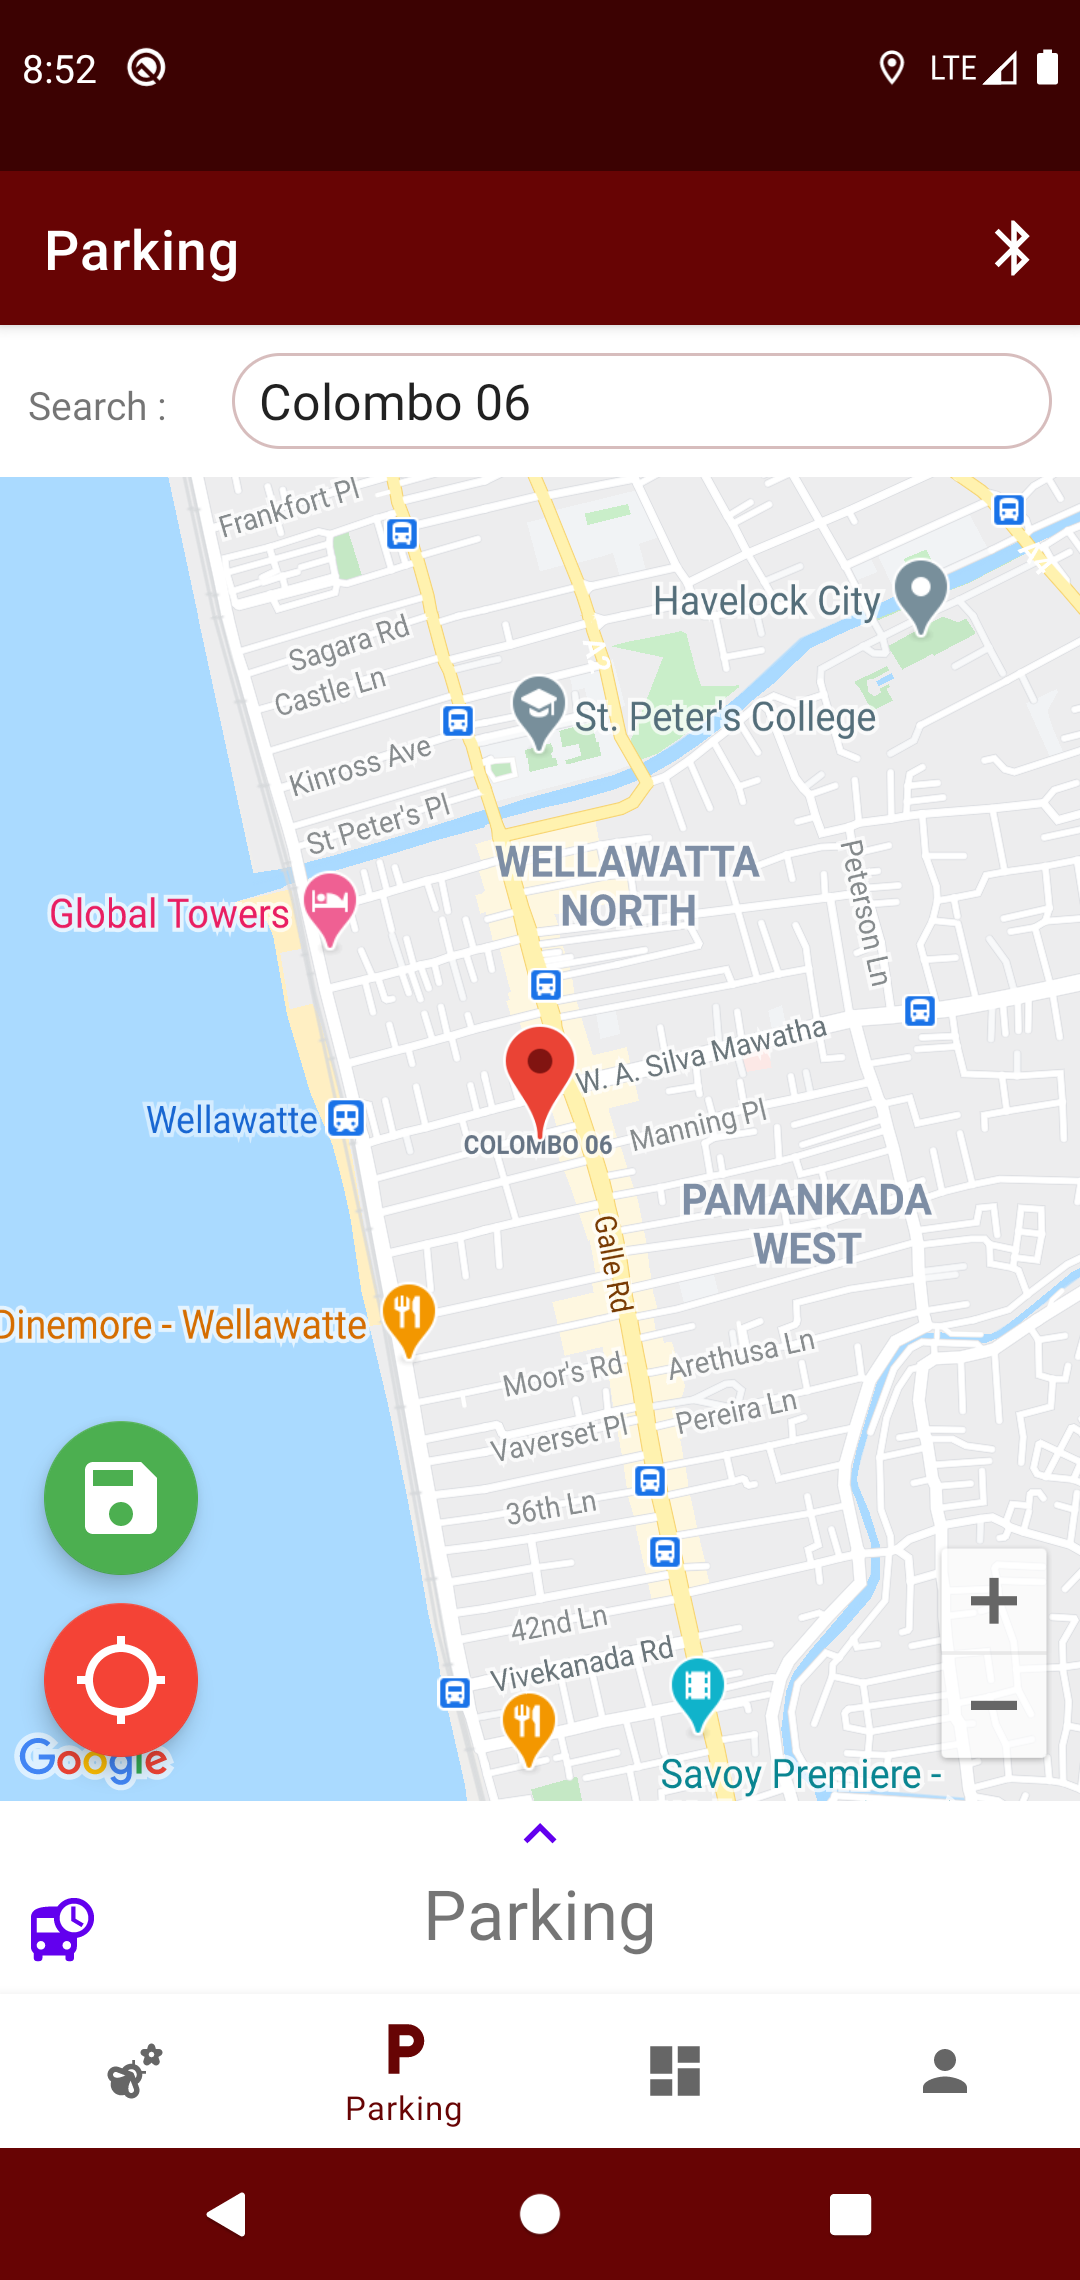 8:52
LTE
Parking
Search :
Colombo 06
Frankfort Pl
A4
Havelock City
Sagara Rd
A2
Castle Ln
St. Peter's College
Kinross Ave
St Peter's Pl
WELLAWATTA
NORTH
Peterson Ln
Global Towers
W. A. Silva Mawatha
Wellawatte
Manning Pl
COLOMBO 06
PAMANKADA
WEST
Galle Rd
Dinemore - Wellawatte
Moor's Rd
Arethusa Ln
Vaverset Pl
Pereira Ln
36th Ln
42nd Ln
Vivekanada Rd
Google
Savoy Premiere -
Parking
P
Parking